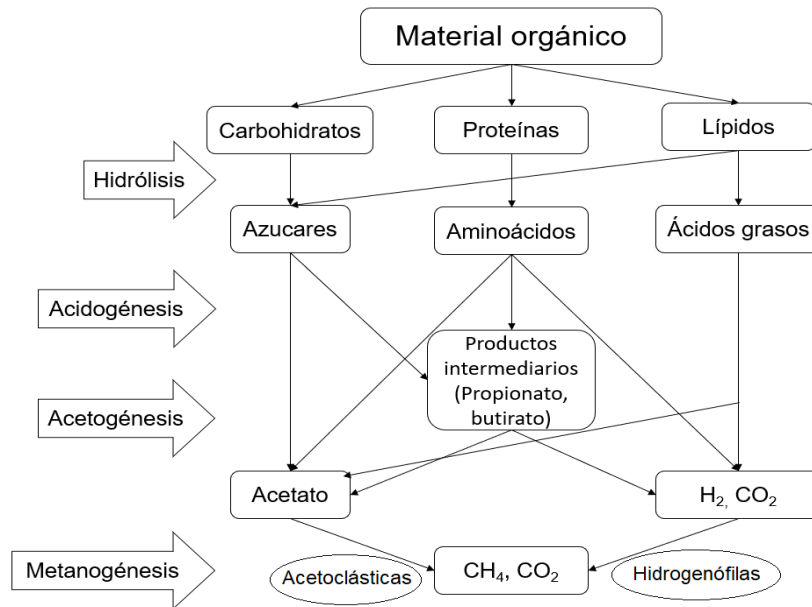 Material orgánico
Carbohidratos
Proteínas
Lípidos
Hidrólisis
Azucares
Aminoácidos
Ácidos grasos
Acidogénesis
Productos
intermediarios
(Propionato,
butirato)
Acetogénesis
Acetato
H₂, CO₂
Metanogénesis
Acetoclásticas
CH₄, CO₂
Hidrogenófilas